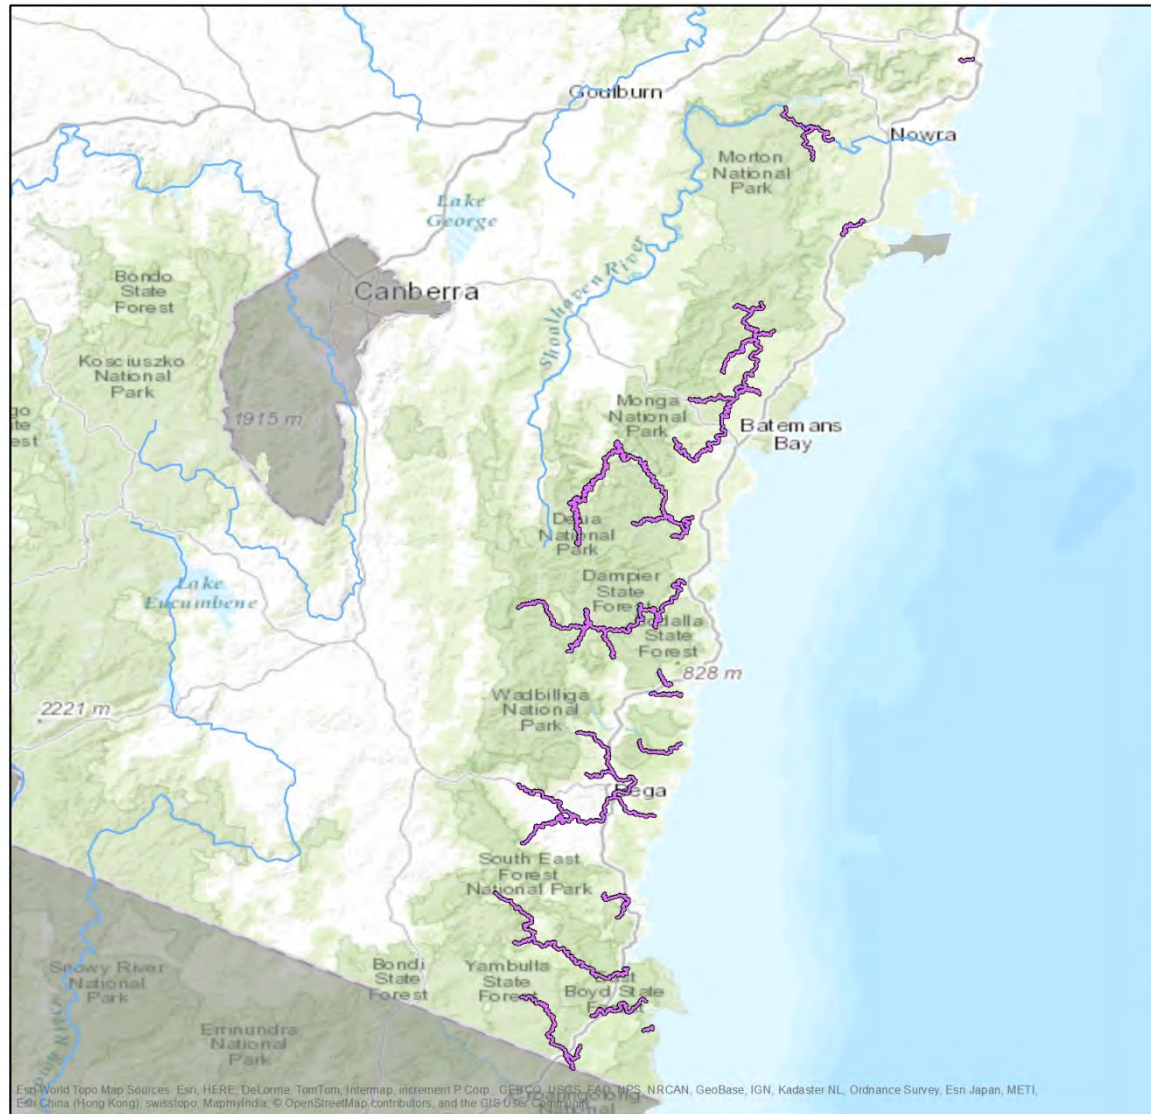 Goulburn
Nowra
Morton
National
Park
Lake
George
Shoalhaven River
Bondo
State
Forest
Canberra
Kosciuszko
National
Park
1915 m
Monga
National
Park
Batemans
Bay
Deua
National
Park
Dampier
State
Forest
Lake
Eucumbene
State
Forest
828 m
Wadbilliga
National
Park
2221 m
Bega
South East
Forest
National Park
Snowy River
National
Park
Bondi
State
Forest
Yambulla
State
Forest
East
Boyd State
Forest
Errinundra
National
Park
Esri World Topo Map Sources: Esri, HERE, DeLorme, TomTom, Intermap, increment P Corp., GEBCO, USGS, FAO, NPS, NRCAN, GeoBase, IGN, Kadaster NL, Ordnance Survey, Esri Japan, METI,
Esri China (Hong Kong), swisstopo, MapmyIndia, © OpenStreetMap contributors, and the GIS User Community